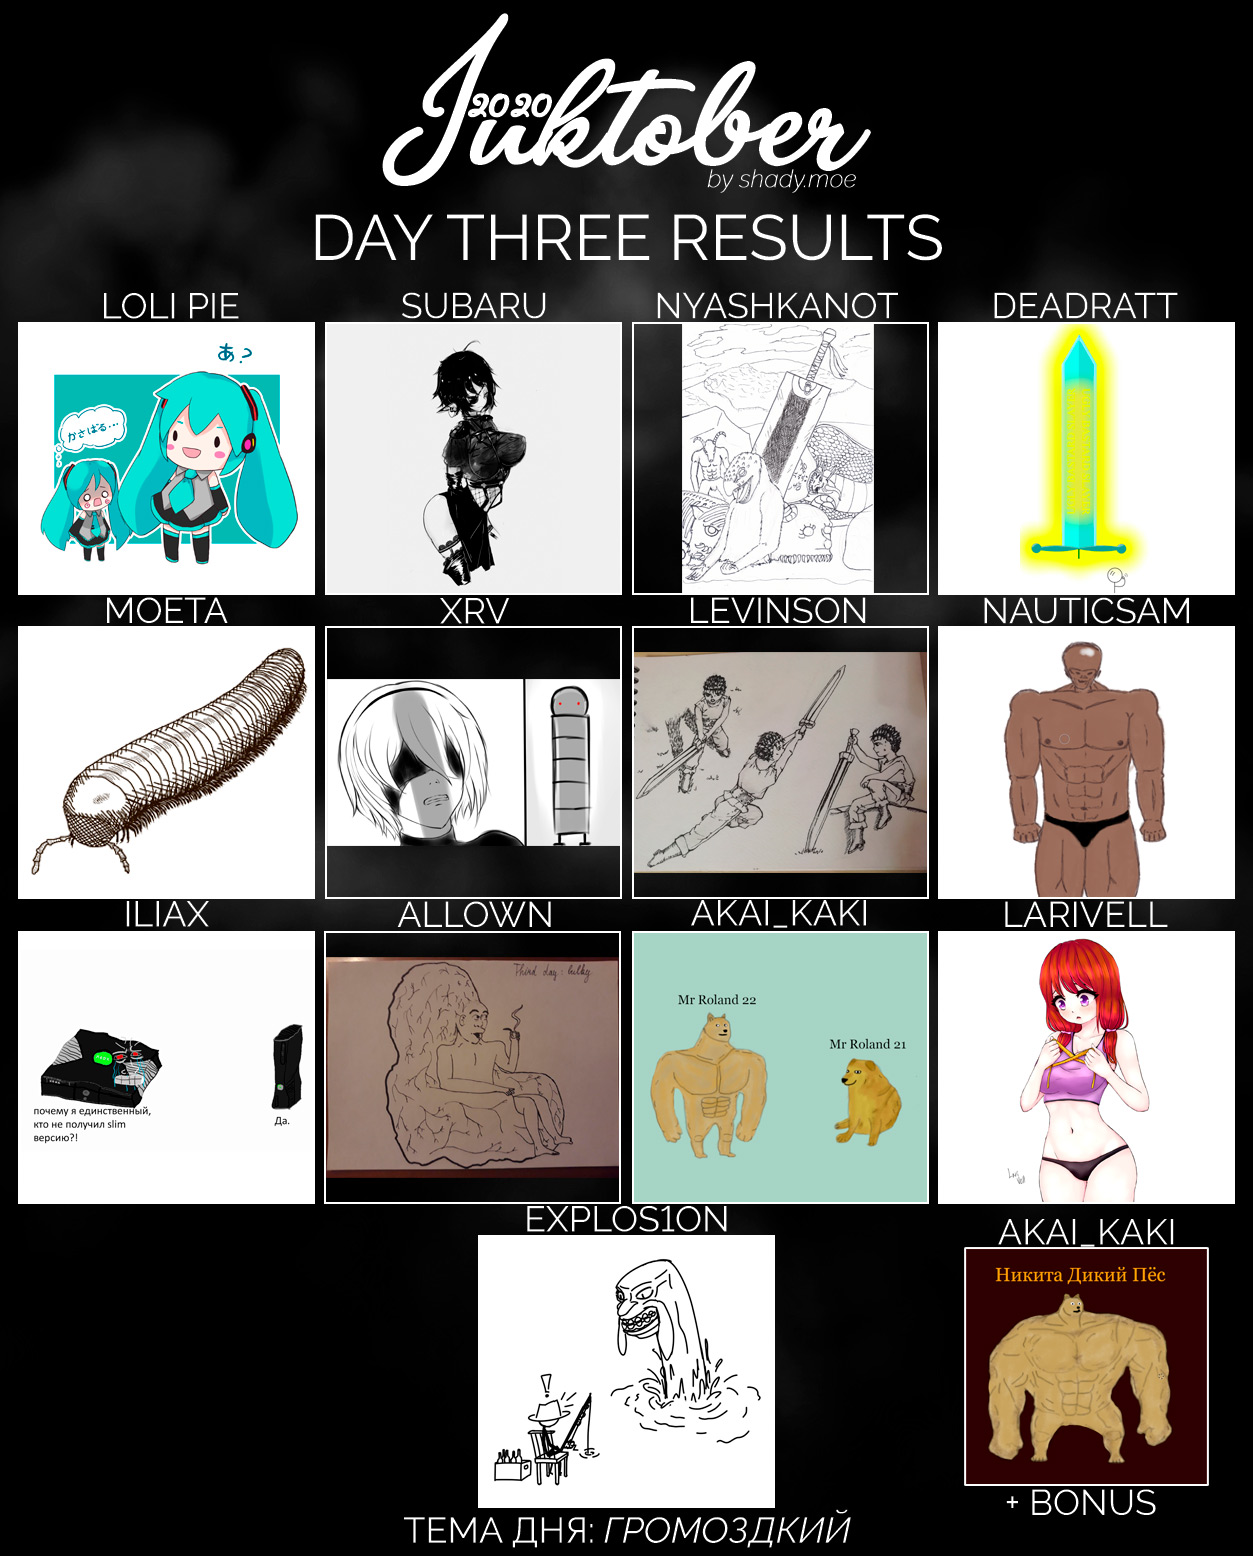 2020
Juktober
by shady.moe
DAY THREE RESULTS
LOLI PIE
SUBARU
NYASHKANOT
DEADRATT
あ?
かさばる...
MOETA
XRV
LEVINSON
NAUTICSAM
ILIAX
ALLOWN
AKAI_KAKI
LARIVELL
почему я единственный,
кто не получил slim
версию?!
Да.
Third day: bulky
Mr Roland 22
Mr Roland 21
EXPLOS1ON
!
AKAI_KAKI
Никита Дикий Пёс
+ BONUS
ТЕМА ДНЯ: ГРОМОЗДКИЙ